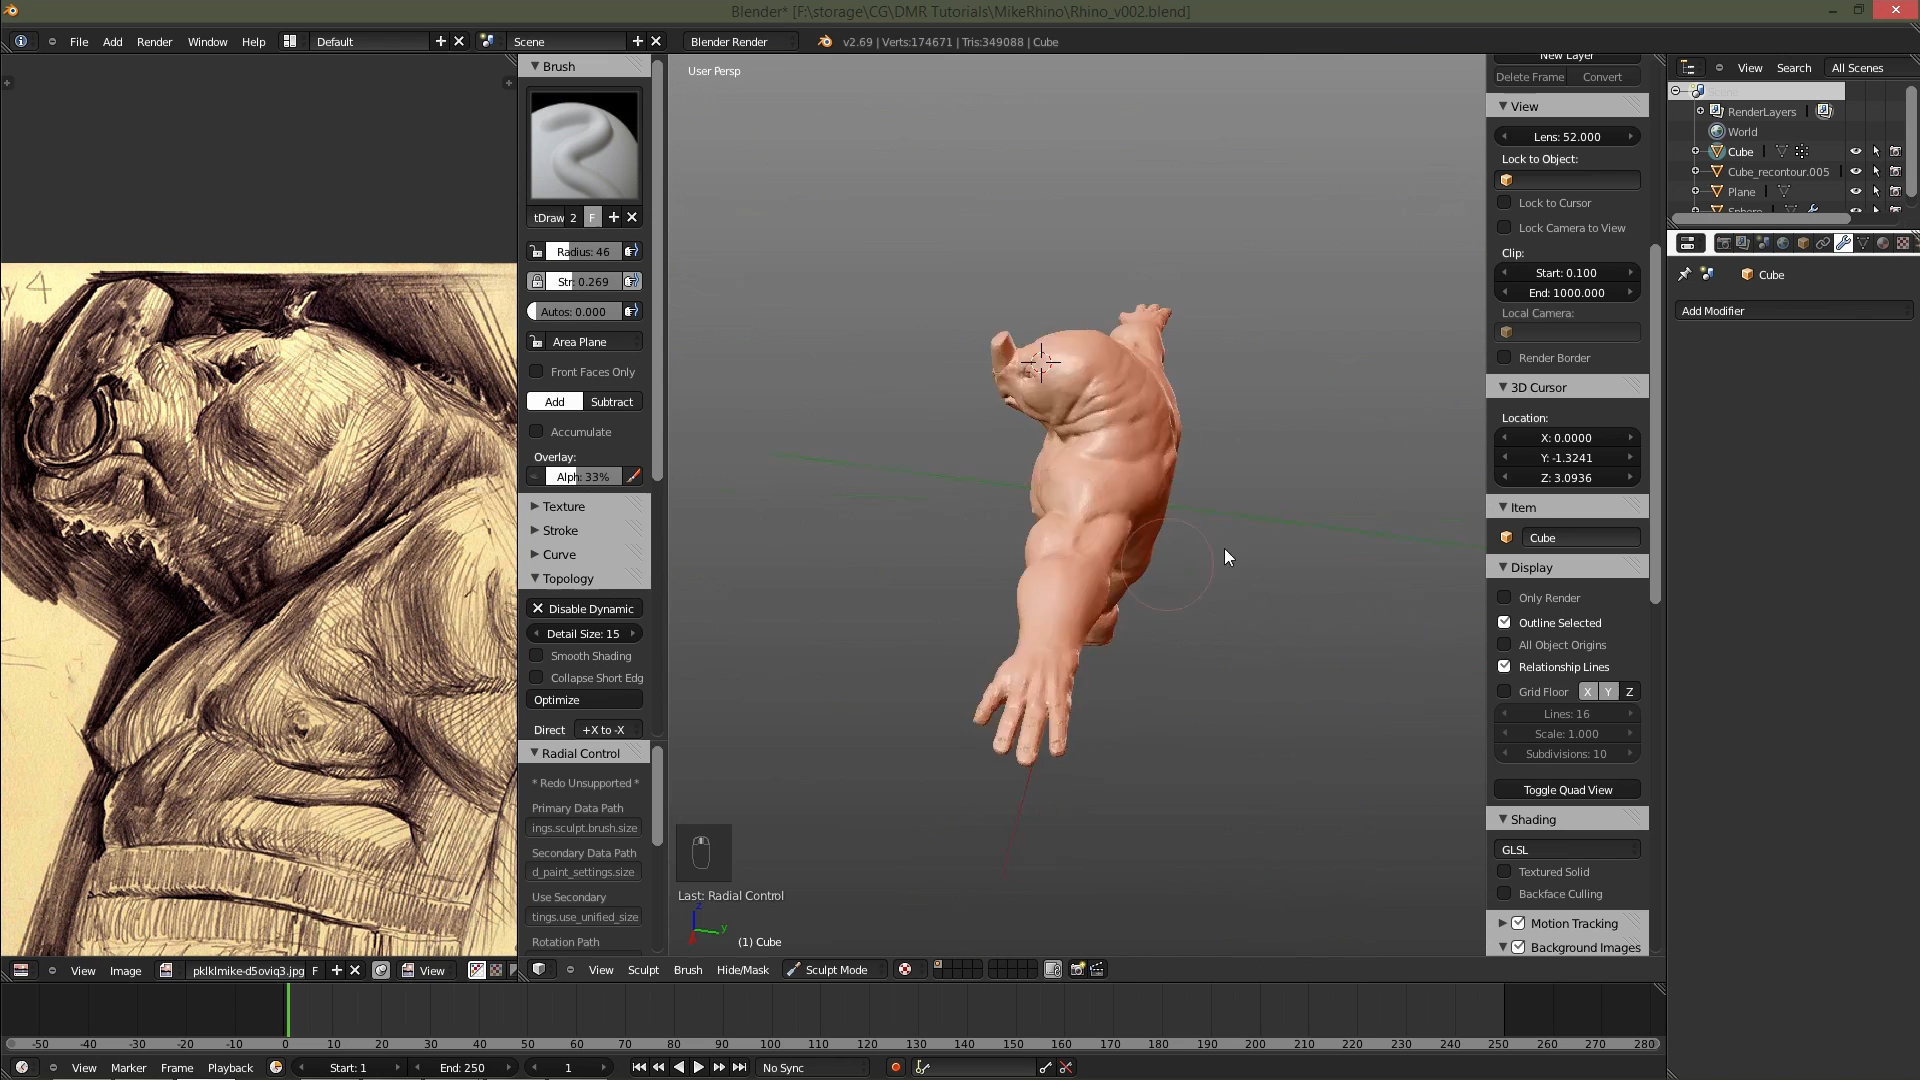 Blender* [F:\storage\CG\DMR Tutorials\MikeRhino\Rhino_v002.blend]
File Add Render Window Help Default Scene Blender Render v2.69 | Verts:174671 | Tris:349088 | Cube
Brush
tDraw 2 F
Radius: 46
Str: 0.269
Autos: 0.000
Area Plane
Front Faces Only
Add Subtract
Accumulate
Overlay:
Alph: 33%
Texture
Stroke
Curve
Topology
Disable Dynamic
Detail Size: 15
Smooth Shading
Collapse Short Edg
Optimize
Direct +X to -X
Radial Control
* Redo Unsupported *
Primary Data Path
ings.sculpt.brush.size
Secondary Data Path
d_paint_settings.size
Use Secondary
tings.use_unified_size
Rotation Path
User Persp
Last: Radial Control
z
y
(1) Cube
New Layer
Delete Frame Convert
View
Lens: 52.000
Lock to Object:
Lock to Cursor
Lock Camera to View
Clip:
Start: 0.100
End: 1000.000
Local Camera:
Render Border
3D Cursor
Location:
X: 0.0000
Y: -1.3241
Z: 3.0936
Item
Cube
Display
Only Render
Outline Selected
All Object Origins
Relationship Lines
Grid Floor X Y Z
Lines: 16
Scale: 1.000
Subdivisions: 10
Toggle Quad View
Shading
GLSL
Textured Solid
Backface Culling
Motion Tracking
Background Images
View Search All Scenes
Scene
RenderLayers
World
Cube
Cube_recontour.005
Plane
Sphere
Cube
Add Modifier
View Image pklklmike-d5oviq3.jpg F View
View Sculpt Brush Hide/Mask Sculpt Mode
-50 -40 -30 -20 -10 0 10 20 30 40 50 60 70 80 90 100 110 120 130 140 150 160 170 180 190 200 210 220 230 240 250 260 270 280
View Marker Frame Playback Start: 1 End: 250 1 No Sync